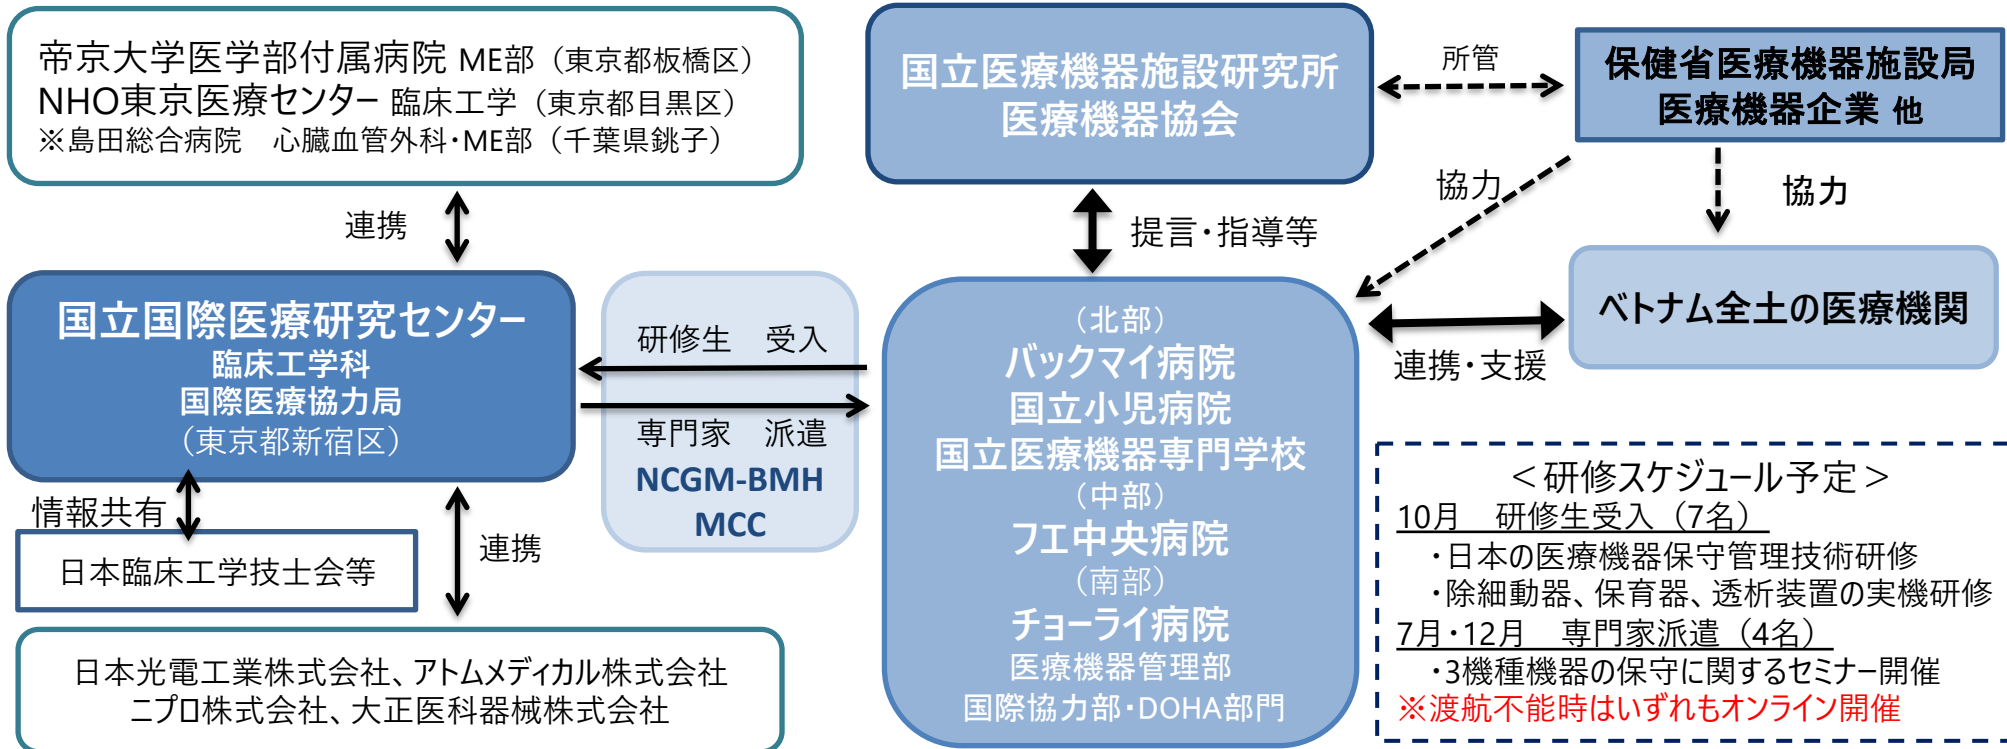 帝京大学医学部付属病院 ME部（東京都板橋区）
NHO東京医療センター 臨床工学（東京都目黒区）
※島田総合病院　心臓血管外科・ME部（千葉県銚子）
連携
国立国際医療研究センター
臨床工学科
国際医療協力局
（東京都新宿区）
情報共有
日本臨床工学技士会等
連携
日本光電工業株式会社、アトムメディカル株式会社
ニプロ株式会社、大正医科器械株式会社
研修生　受入
専門家　派遣
NCGM-BMH
MCC
国立医療機器施設研究所
医療機器協会
提言・指導等
（北部）
バックマイ病院
国立小児病院
国立医療機器専門学校
（中部）
フエ中央病院
（南部）
チョーライ病院
医療機器管理部
国際協力部・DOHA部門
所管
保健省医療機器施設局
医療機器企業 他
協力
協力
ベトナム全土の医療機関
連携・支援
＜研修スケジュール予定＞
10月　研修生受入（7名）
・日本の医療機器保守管理技術研修
・除細動器、保育器、透析装置の実機研修
7月・12月　専門家派遣（4名）
・3機種機器の保守に関するセミナー開催
※渡航不能時はいずれもオンライン開催